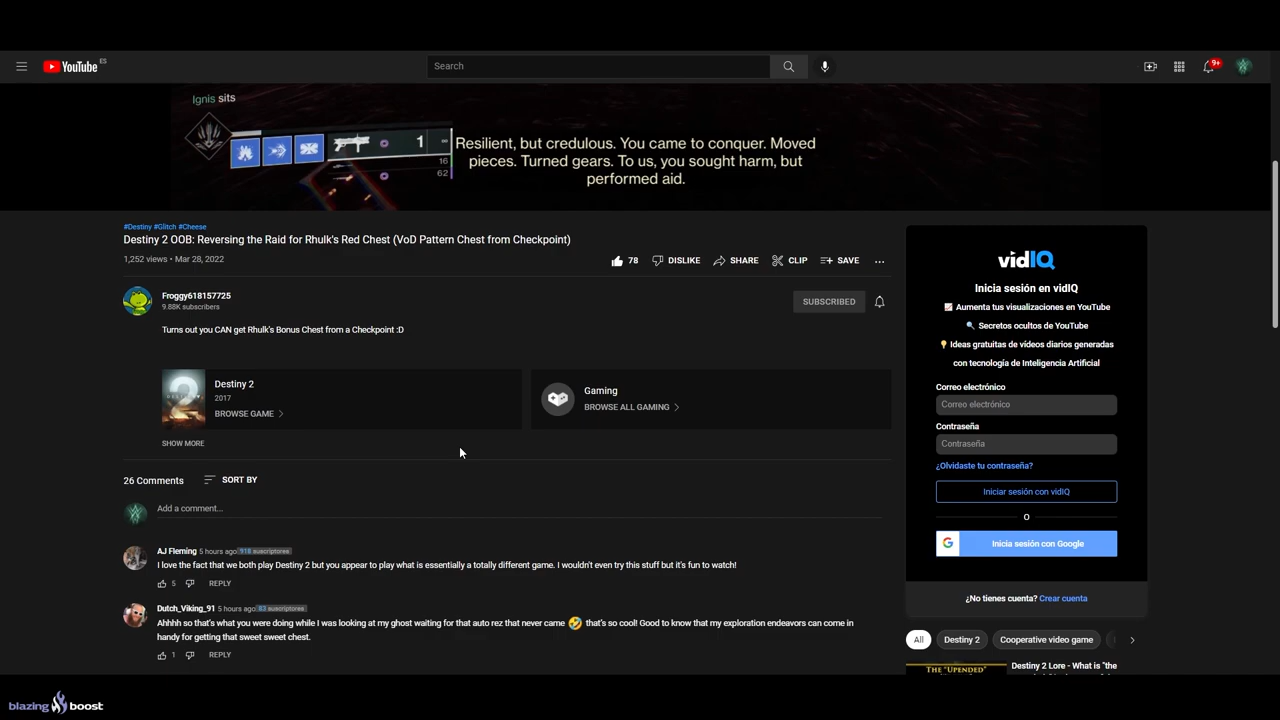 YouTube ES
Search
9+
Ignis sits
1
16
62
Resilient, but credulous. You came to conquer. Moved
pieces. Turned gears. To us, you sought harm, but
performed aid.
#Destiny #Glitch #Cheese
Destiny 2 OOB: Reversing the Raid for Rhulk's Red Chest (VoD Pattern Chest from Checkpoint)
1,252 views • Mar 28, 2022
78 DISLIKE SHARE CLIP SAVE ...
Froggy618157725
9.88K subscribers
SUBSCRIBED
Turns out you CAN get Rhulk's Bonus Chest from a Checkpoint :D
Destiny 2
2017
BROWSE GAME
Gaming
BROWSE ALL GAMING
SHOW MORE
26 Comments SORT BY
Add a comment...
AJ Fleming 5 hours ago 918 suscriptores
I love the fact that we both play Destiny 2 but you appear to play what is essentially a totally different game. I wouldn't even try this stuff but it's fun to watch!
5 REPLY
Dutch_Viking_91 5 hours ago 83 suscriptores
Ahhhh so that's what you were doing while I was looking at my ghost waiting for that auto rez that never came 🤣 that's so cool! Good to know that my exploration endeavors can come in
handy for getting that sweet sweet chest.
1 REPLY
vidIQ
Inicia sesión en vidIQ
📈 Aumenta tus visualizaciones en YouTube
🔍 Secretos ocultos de YouTube
💡 Ideas gratuitas de vídeos diarios generadas
con tecnología de Inteligencia Artificial
Correo electrónico
Correo electrónico
Contraseña
Contraseña
¿Olvidaste tu contraseña?
Iniciar sesión con vidIQ
O
Inicia sesión con Google
¿No tienes cuenta? Crear cuenta
All Destiny 2 Cooperative video game
THE "UPENDED"
Destiny 2 Lore - What is "the
blazing boost